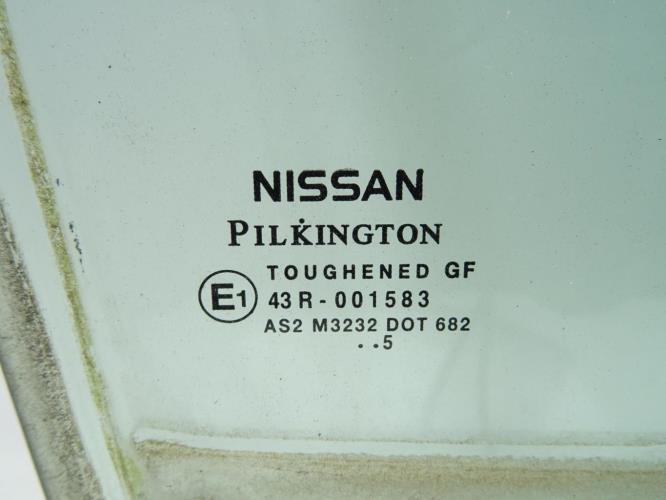 NISSAN
PILKINGTON
E1
TOUGHENED GF
43R-001583
AS2 M3232 DOT 682
..5